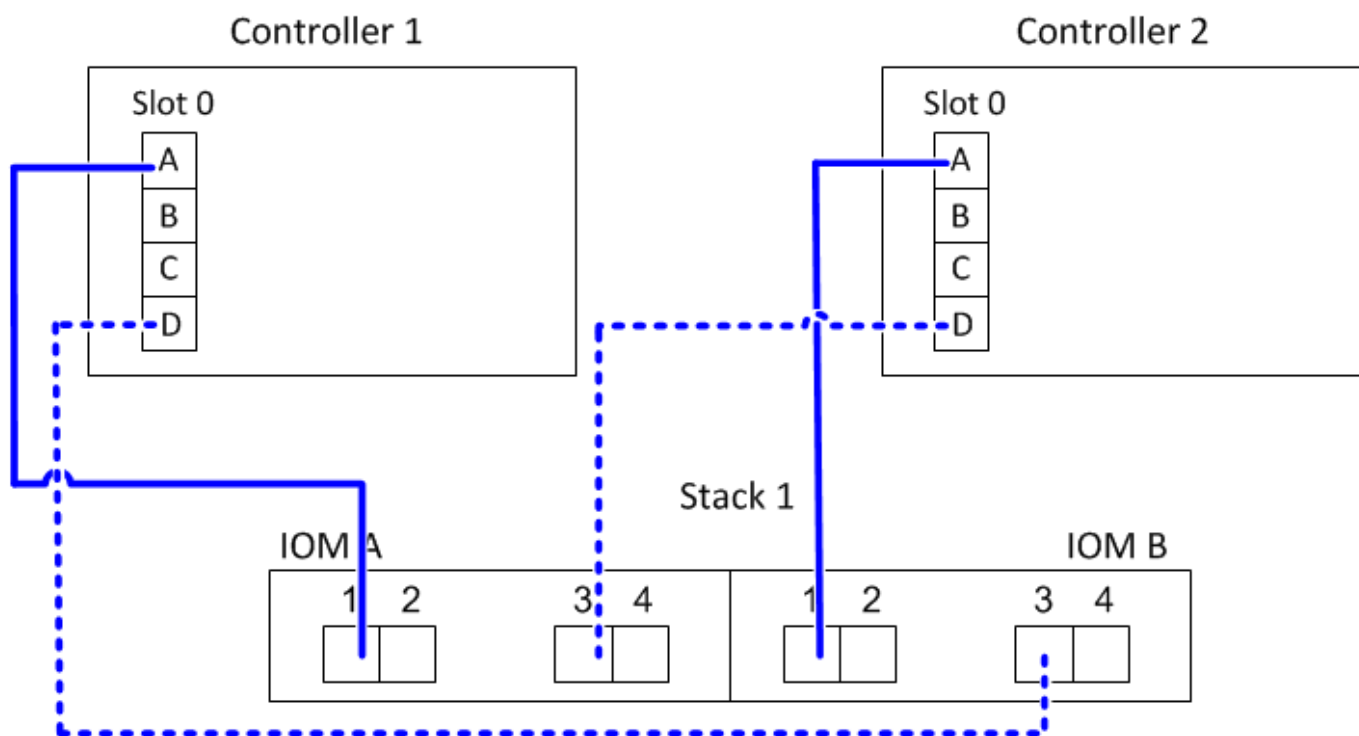 Controller 1
Controller 2
Slot 0
Slot 0
A
B
C
D
A
B
C
D
Stack 1
IOM A
IOM B
1 2 3 4 1 2 3 4